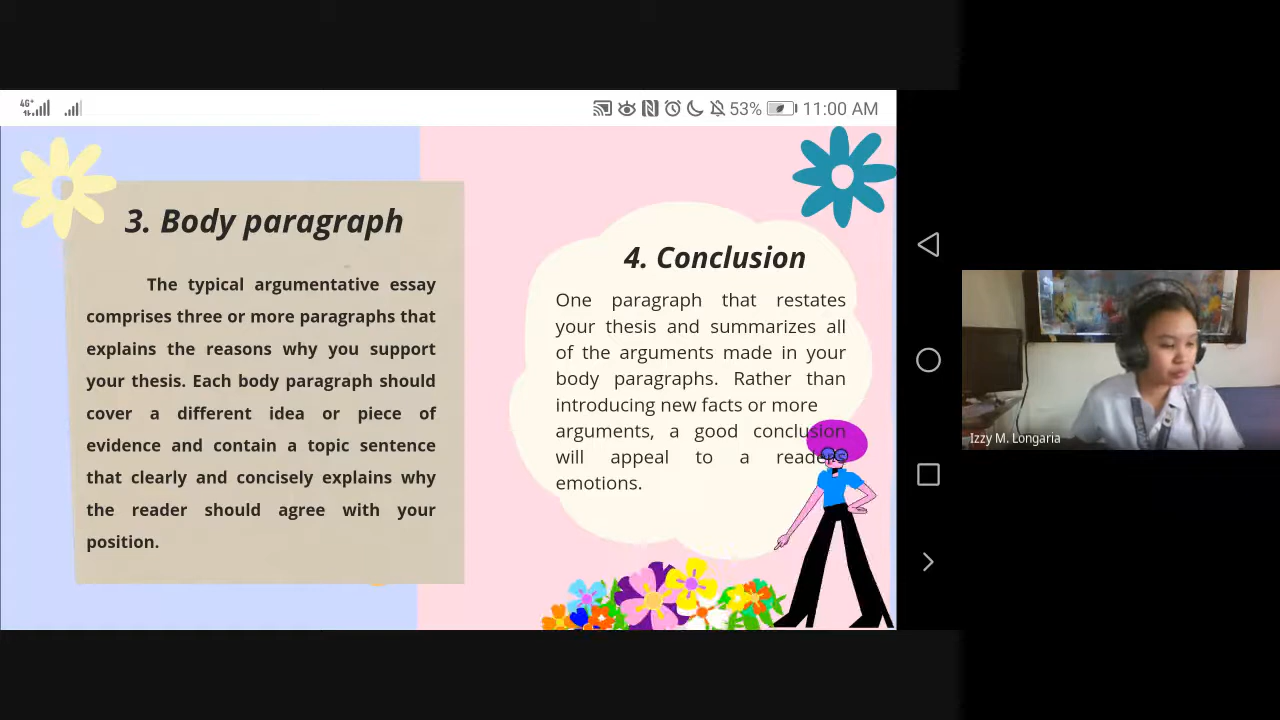 4G+
53% 11:00 AM
3. Body paragraph
The typical argumentative essay
comprises three or more paragraphs that
explains the reasons why you support
your thesis. Each body paragraph should
cover a different idea or piece of
evidence and contain a topic sentence
that clearly and concisely explains why
the reader should agree with your
position.
4. Conclusion
One paragraph that restates
your thesis and summarizes all
of the arguments made in your
body paragraphs. Rather than
introducing new facts or more
arguments, a good conclusion
will appeal to a readers
emotions.
Izzy M. Longaria